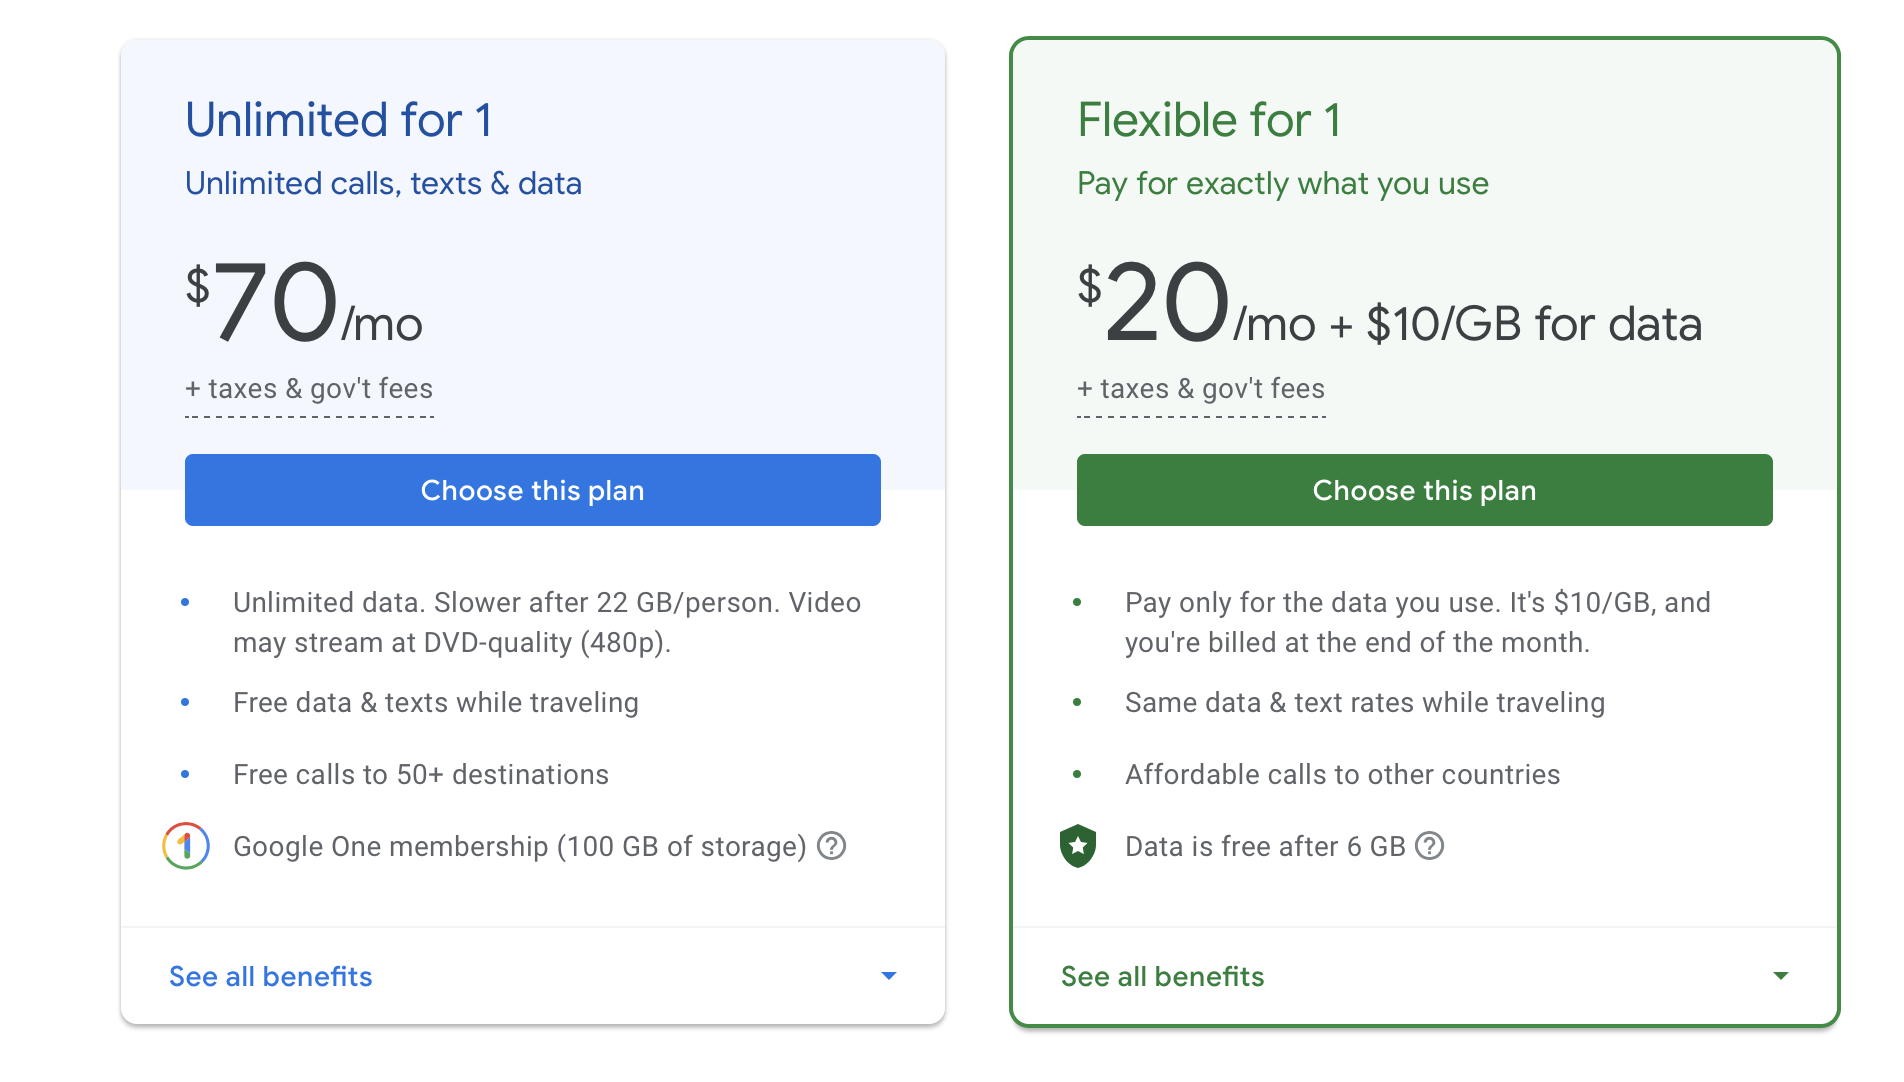 Unlimited for 1
Unlimited calls, texts & data
$70/mo
+ taxes & gov't fees
Choose this plan
• Unlimited data. Slower after 22 GB/person. Video
may stream at DVD-quality (480p).
• Free data & texts while traveling
• Free calls to 50+ destinations
1 Google One membership (100 GB of storage) ?
See all benefits
Flexible for 1
Pay for exactly what you use
$20/mo + $10/GB for data
+ taxes & gov't fees
Choose this plan
• Pay only for the data you use. It's $10/GB, and
you're billed at the end of the month.
• Same data & text rates while traveling
• Affordable calls to other countries
Data is free after 6 GB ?
See all benefits